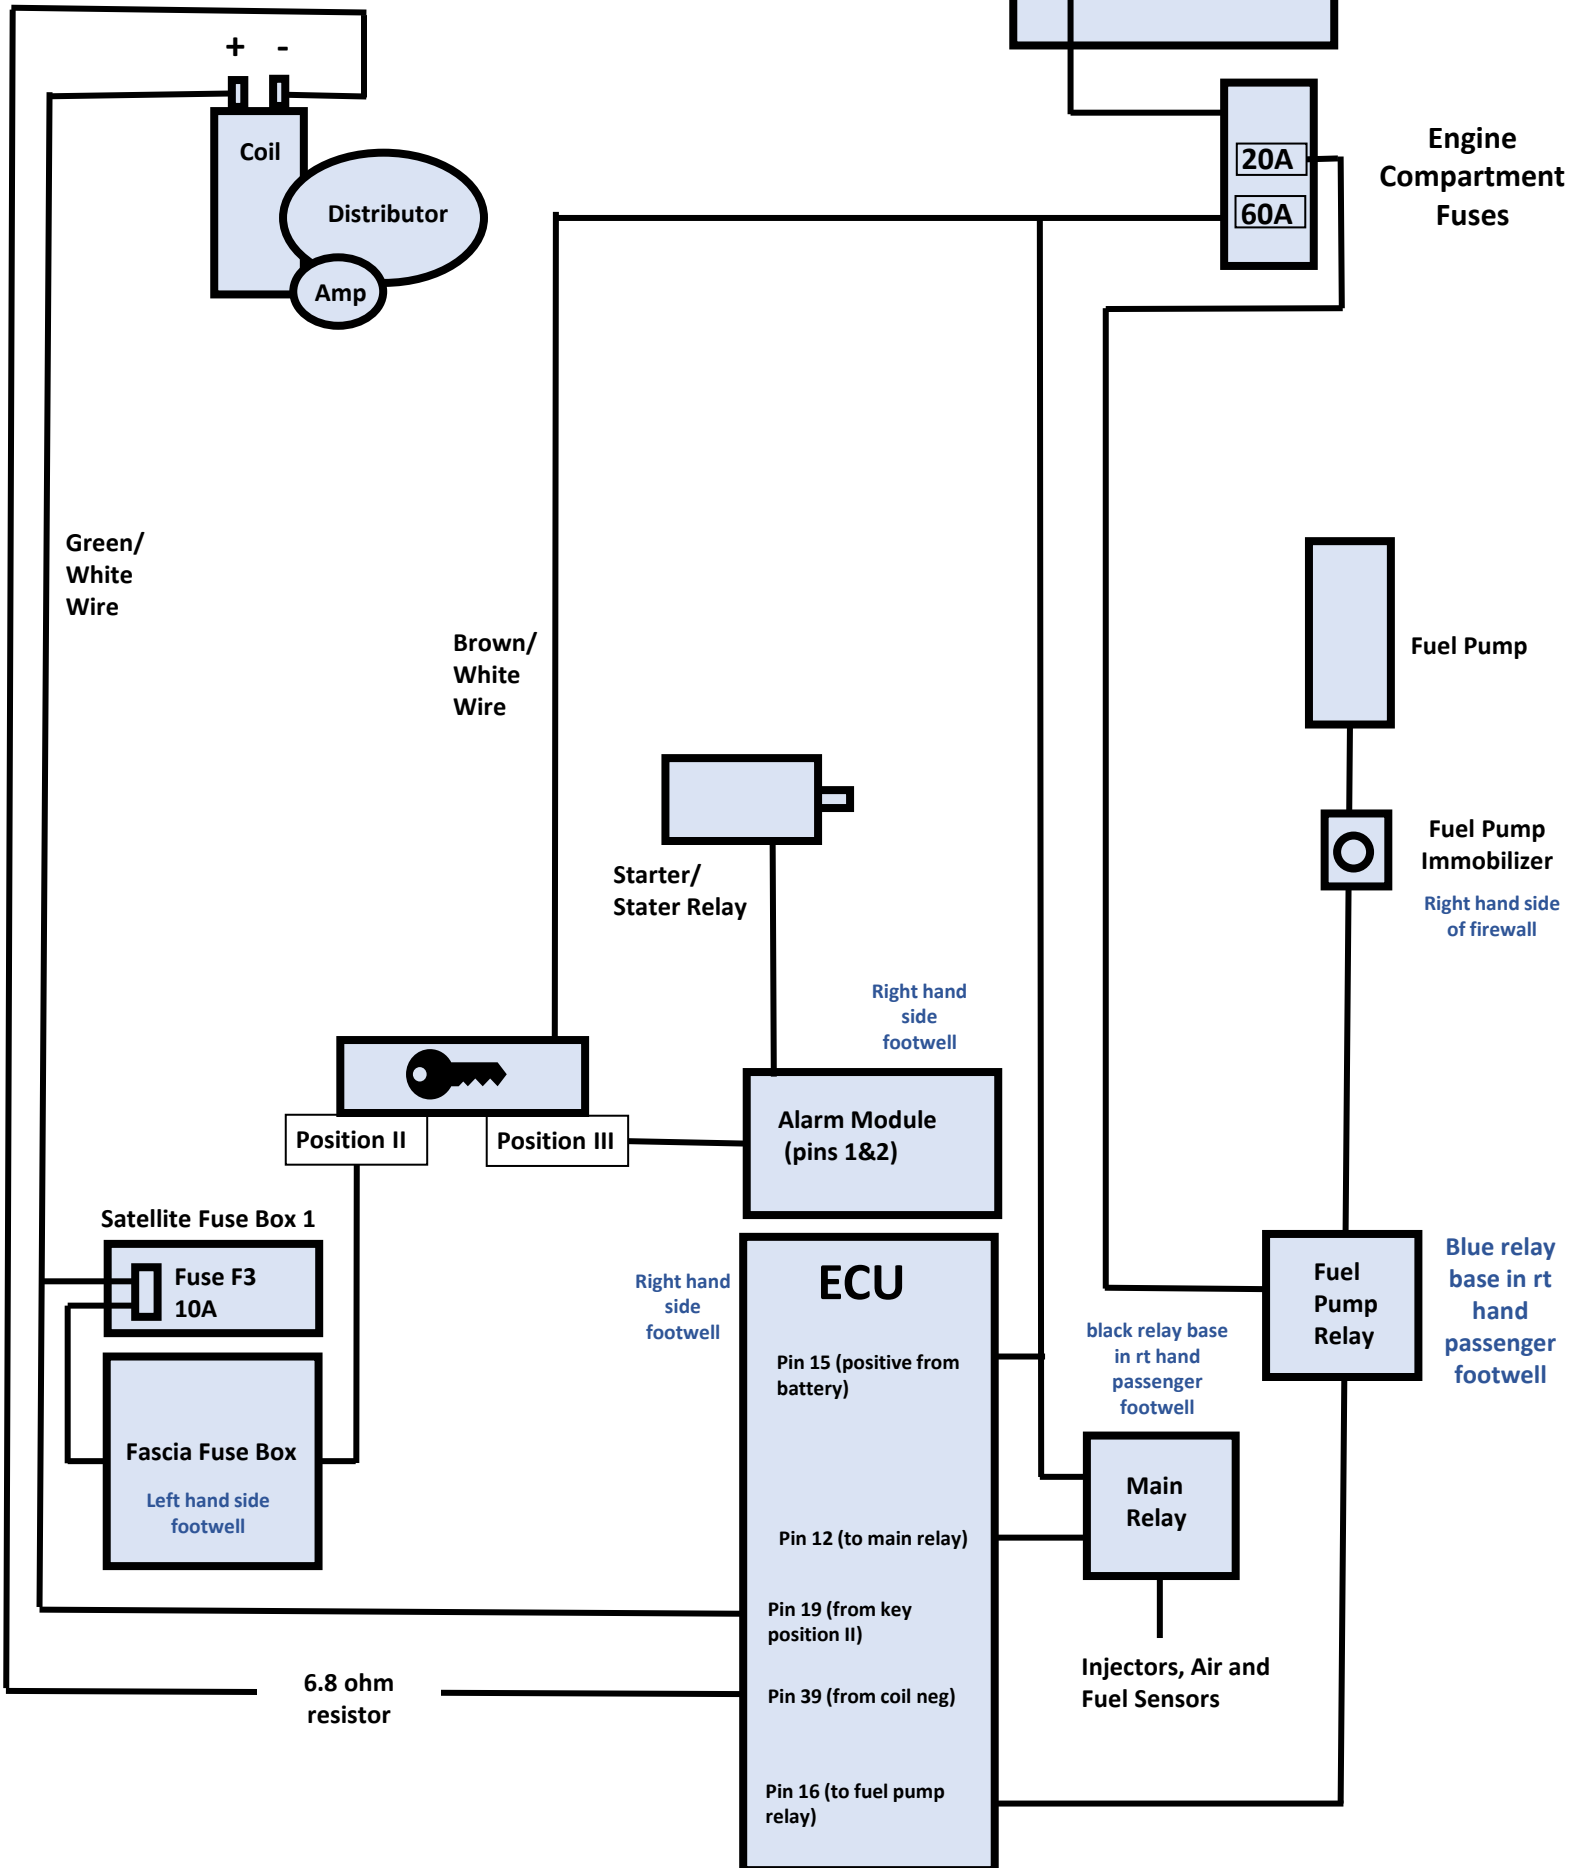 + -
Coil
Distributor
Amp
20A
60A
Engine
Compartment
Fuses
Green/
White
Wire
Brown/
White
Wire
Fuel Pump
Starter/
Stater Relay
Fuel Pump
Immobilizer
Right hand side
of firewall
Right hand
side
footwell
Position II
Position III
Alarm Module
(pins 1&2)
Satellite Fuse Box 1
Fuse F3
10A
Fascia Fuse Box
Left hand side
footwell
Right hand
side
footwell
ECU
Pin 15 (positive from
battery)
Pin 12 (to main relay)
Pin 19 (from key
position II)
Pin 39 (from coil neg)
Pin 16 (to fuel pump
relay)
6.8 ohm
resistor
black relay base
in rt hand
passenger
footwell
Main
Relay
Injectors, Air and
Fuel Sensors
Fuel
Pump
Relay
Blue relay
base in rt
hand
passenger
footwell